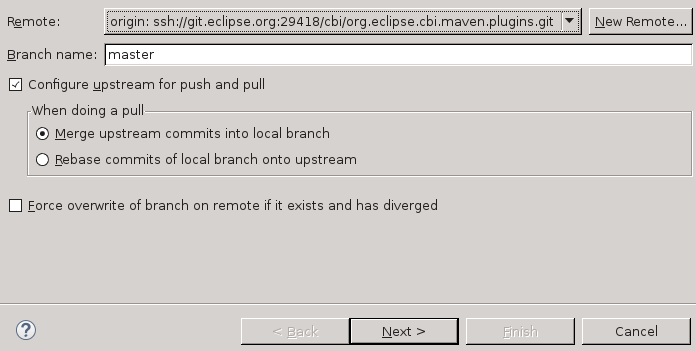 Remote: origin: ssh://git.eclipse.org:29418/cbi/org.eclipse.cbi.maven.plugins.git New Remote...
Branch name: master
Configure upstream for push and pull
When doing a pull
Merge upstream commits into local branch
Rebase commits of local branch onto upstream
Force overwrite of branch on remote if it exists and has diverged
? < Back Next > Finish Cancel